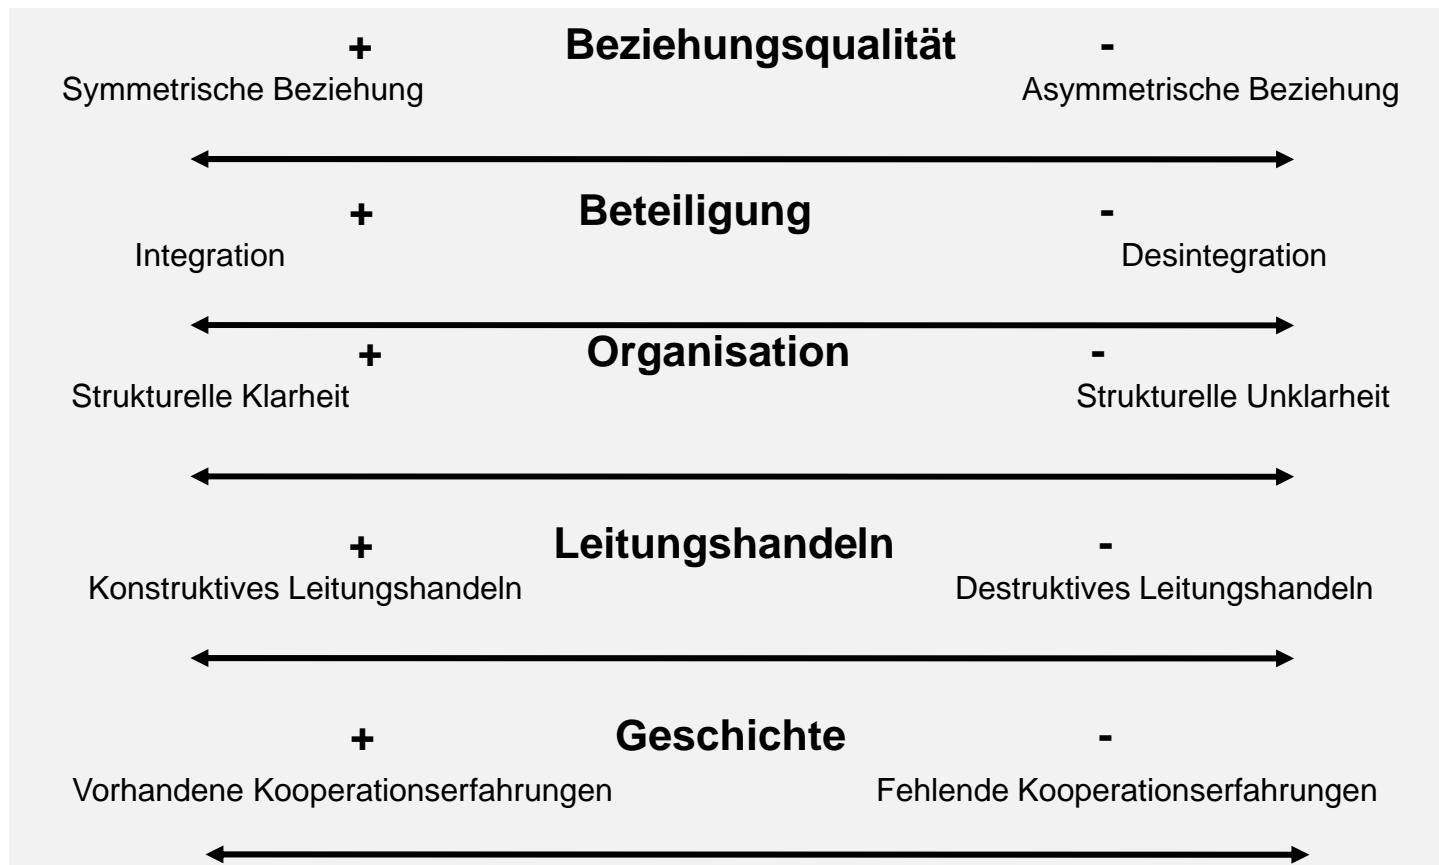 + Beziehungsqualität -
Symmetrische Beziehung Asymmetrische Beziehung
+ Beteiligung -
Integration Desintegration
+ Organisation -
Strukturelle Klarheit Strukturelle Unklarheit
+ Leitungshandeln -
Konstruktives Leitungshandeln Destruktives Leitungshandeln
+ Geschichte -
Vorhandene Kooperationserfahrungen Fehlende Kooperationserfahrungen